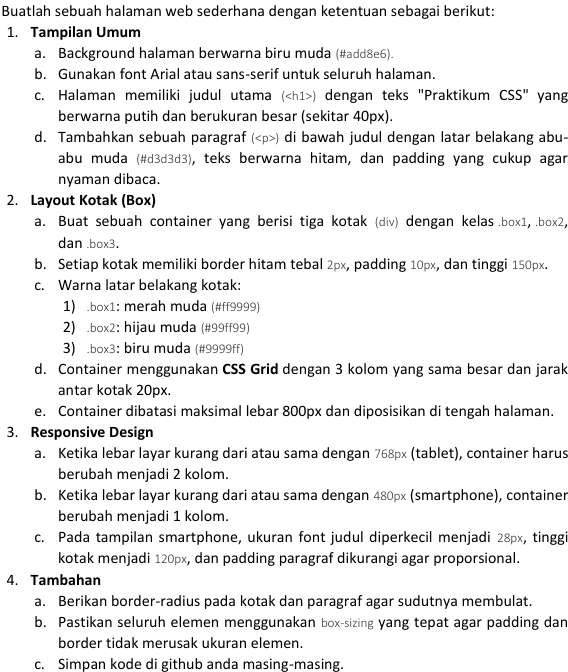 Buatlah sebuah halaman web sederhana dengan ketentuan sebagai berikut:
1. Tampilan Umum
a. Background halaman berwarna biru muda (#add8e6).
b. Gunakan font Arial atau sans-serif untuk seluruh halaman.
c. Halaman memiliki judul utama (<h1>) dengan teks "Praktikum CSS" yang
berwarna putih dan berukuran besar (sekitar 40px).
d. Tambahkan sebuah paragraf (<p>) di bawah judul dengan latar belakang abu-
abu muda (#d3d3d3), teks berwarna hitam, dan padding yang cukup agar
nyaman dibaca.
2. Layout Kotak (Box)
a. Buat sebuah container yang berisi tiga kotak (div) dengan kelas .box1, .box2,
dan .box3.
b. Setiap kotak memiliki border hitam tebal 2px, padding 10px, dan tinggi 150px.
c. Warna latar belakang kotak:
1) .box1: merah muda (#ff9999)
2) .box2: hijau muda (#99ff99)
3) .box3: biru muda (#9999ff)
d. Container menggunakan CSS Grid dengan 3 kolom yang sama besar dan jarak
antar kotak 20px.
e. Container dibatasi maksimal lebar 800px dan diposisikan di tengah halaman.
3. Responsive Design
a. Ketika lebar layar kurang dari atau sama dengan 768px (tablet), container harus
berubah menjadi 2 kolom.
b. Ketika lebar layar kurang dari atau sama dengan 480px (smartphone), container
berubah menjadi 1 kolom.
c. Pada tampilan smartphone, ukuran font judul diperkecil menjadi 28px, tinggi
kotak menjadi 120px, dan padding paragraf dikurangi agar proporsional.
4. Tambahan
a. Berikan border-radius pada kotak dan paragraf agar sudutnya membulat.
b. Pastikan seluruh elemen menggunakan box-sizing yang tepat agar padding dan
border tidak merusak ukuran elemen.
c. Simpan kode di github anda masing-masing.